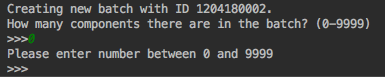 Creating new batch with ID 1204180002.
How many components there are in the batch? (0-9999)
>>>0
Please enter number between 0 and 9999
>>>